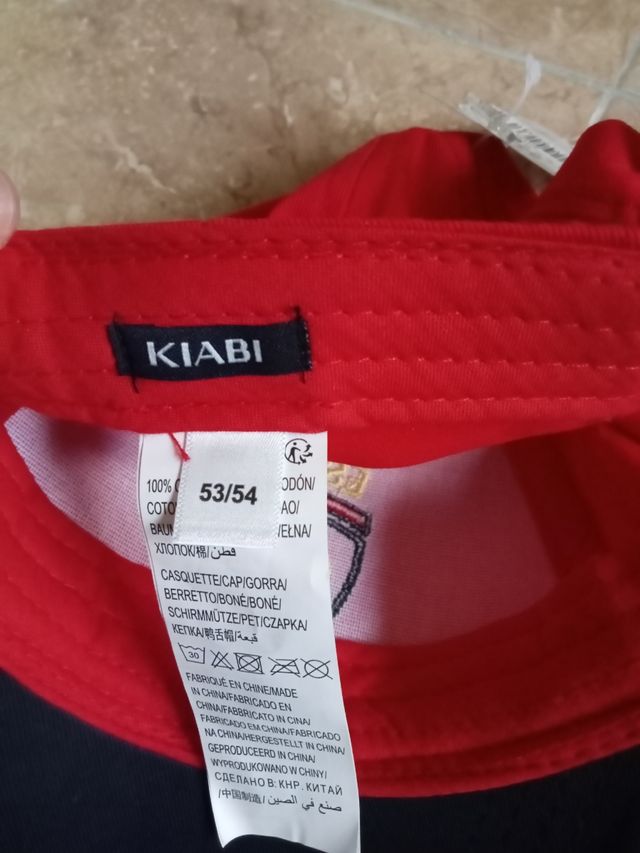 KIABI
53/54
100%
ODÓN/
COTO
AO/
BAU
EŁNA/
ХЛОПОК/棉/قطن
CASQUETTE/CAP/GORRA/
BERRETTO/BONÉ/BONÉ/
SCHIRMMÜTZE/PET/CZAPKA/
КЕПКА/鸭舌帽/قبعة
30
FABRIQUÉ EN CHINE/MADE
IN CHINA/FABRICADO EN
CHINA/FABBRICATO IN CINA/
FABRICADO EM CHINA/FABRICADO
NA CHINA/HERGESTELLT IN CHINA/
GEPRODUCEERD IN CHINA/
WYPRODUKOWANO W CHINY/
СДЕЛАНО В: КНР. КИТАЙ
/中国制造/ صنع في الصين/